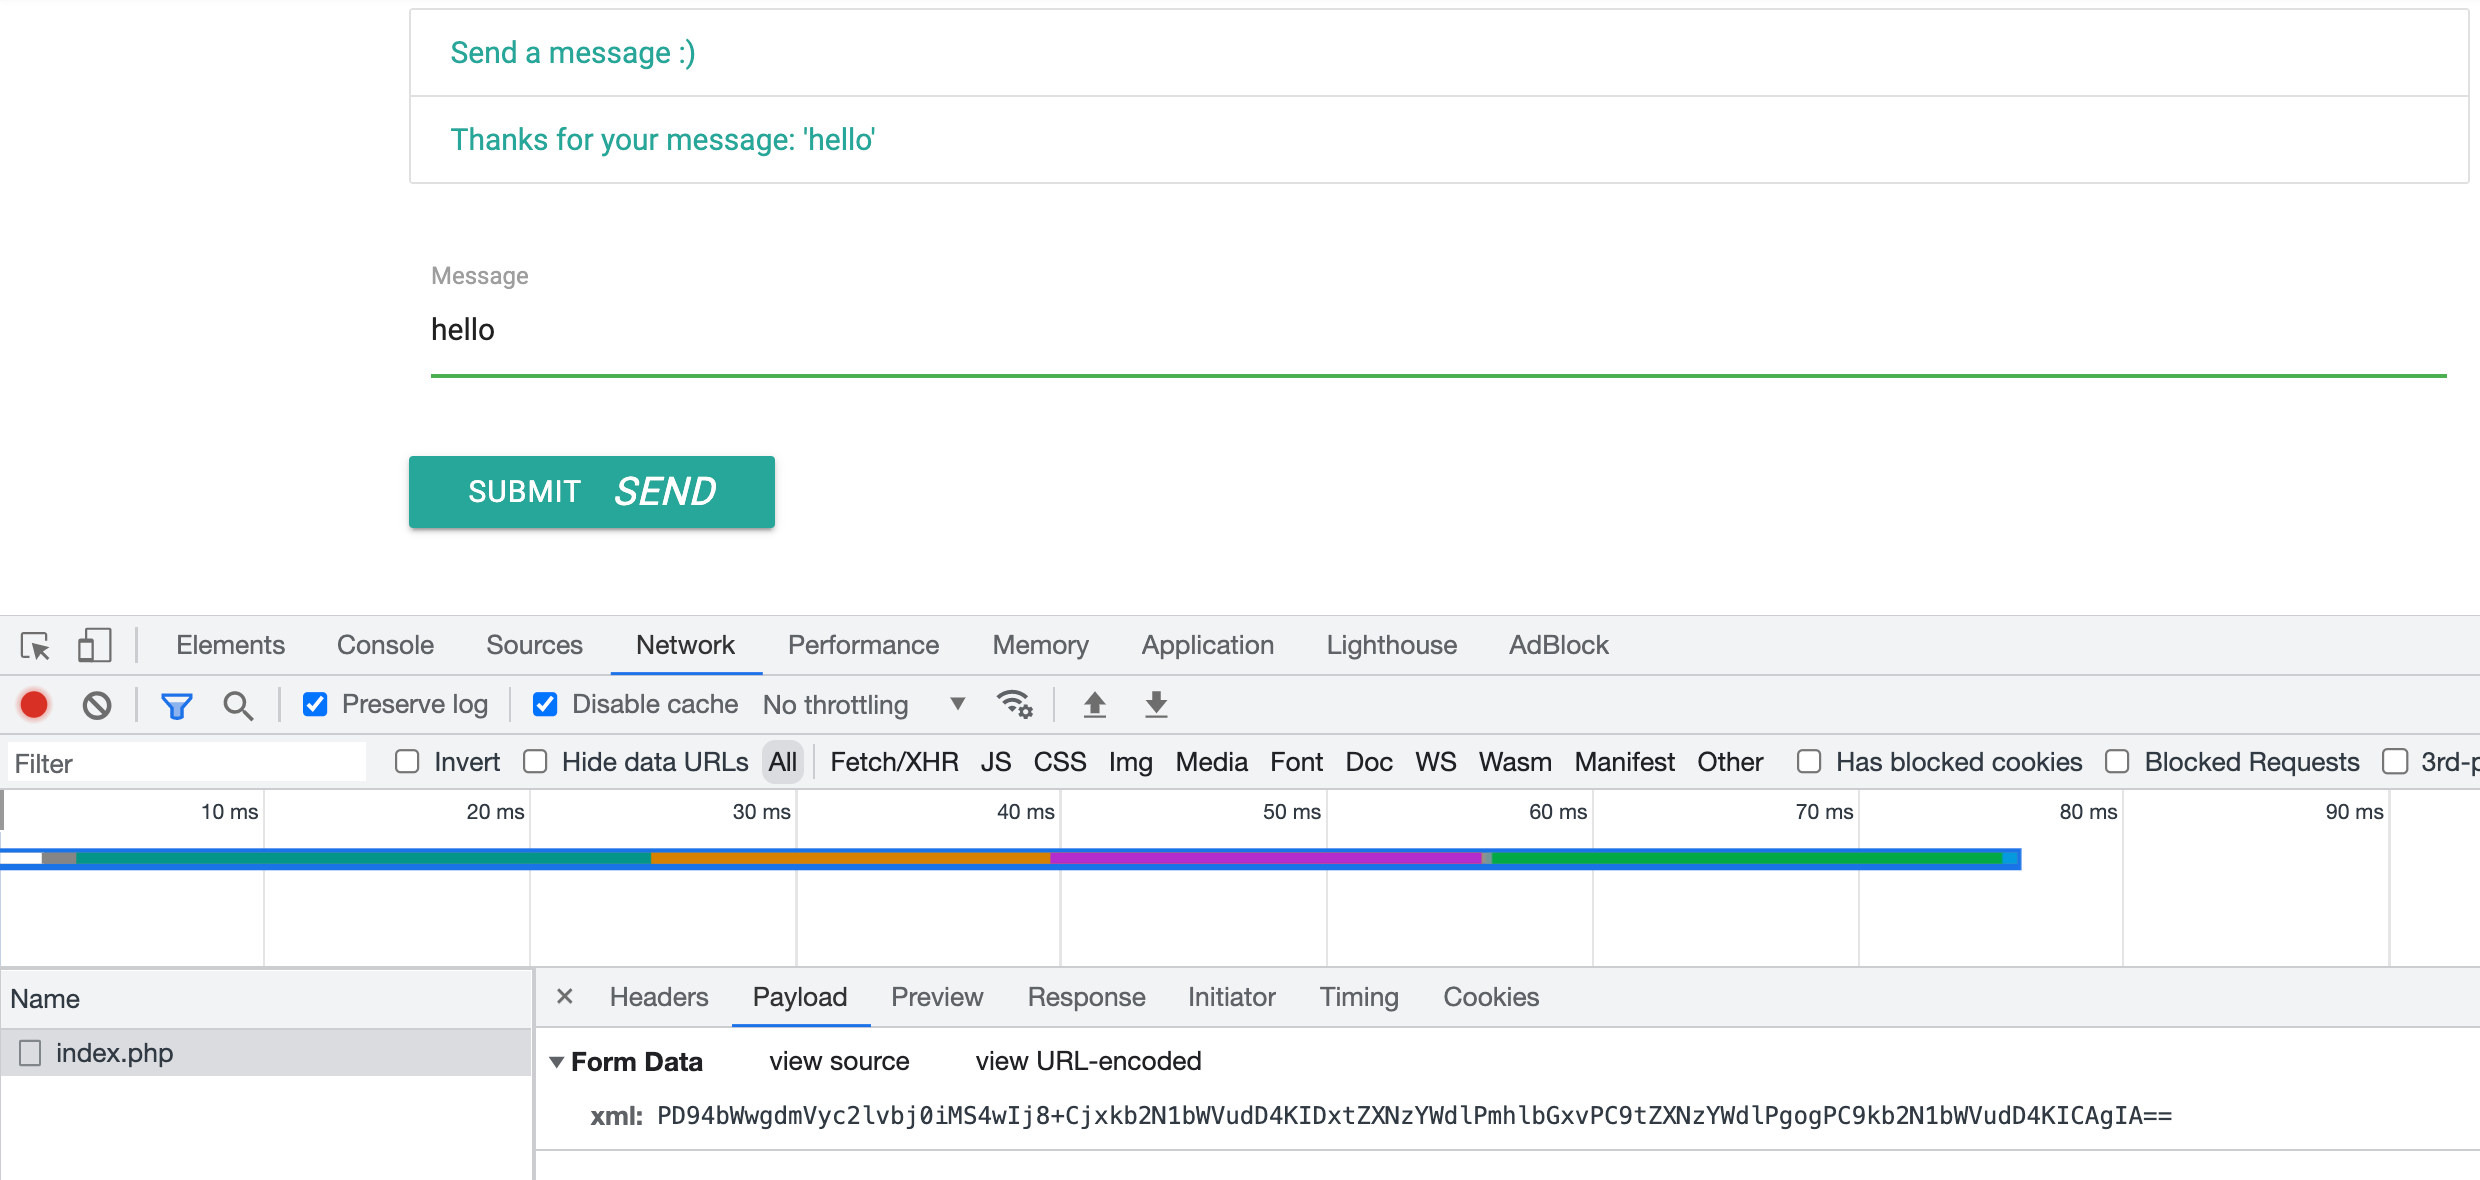 Send a message :)
Thanks for your message: 'hello'
Message
hello
SUBMIT SEND
Elements Console Sources Network Performance Memory Application Lighthouse AdBlock
Preserve log Disable cache No throttling
Filter Invert Hide data URLs All Fetch/XHR JS CSS Img Media Font Doc WS Wasm Manifest Other Has blocked cookies Blocked Requests 3rd-p
10 ms 20 ms 30 ms 40 ms 50 ms 60 ms 70 ms 80 ms 90 ms
Name × Headers Payload Preview Response Initiator Timing Cookies
index.php
Form Data view source view URL-encoded
xml: PD94bWwgdmVyc2lvbj0iMS4wIj8+Cjxkb2N1bWVudD4KIDxtZXNzYWdlPmhlbGxvPC9tZXNzYWdlPgogPC9kb2N1bWVudD4KICAgIA==